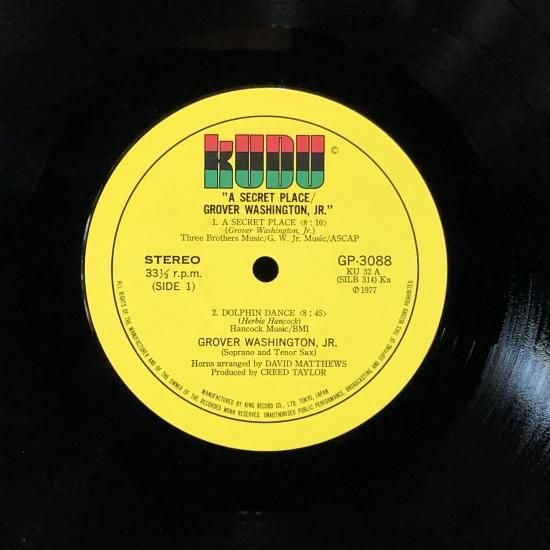 KUDU ©
"A SECRET PLACE/
GROVER WASHINGTON, JR."
1. A SECRET PLACE <8:10>
(Grover Washington, Jr.)
Three Brothers Music/G. W. Jr. Music/ASCAP
STEREO
33⅓ r.p.m.
(SIDE 1)
GP-3088
KU 32 A
(SILB 314) Ku
℗1977
2. DOLPHIN DANCE <8:45>
(Herbie Hancock)
Hancock Music/BMI
GROVER WASHINGTON, JR.
(Soprano and Tenor Sax)
Horns arranged by DAVID MATTHEWS
Produced by CREED TAYLOR
MANUFACTURED BY KING RECORD CO., LTD. TOKYO, JAPAN
ALL RIGHTS OF THE MANUFACTURER AND OF THE OWNER OF THE RECORDED WORK RESERVED. UNAUTHORISED PUBLIC PERFORMANCE, BROADCASTING AND COPYING OF THIS RECORD PROHIBITED